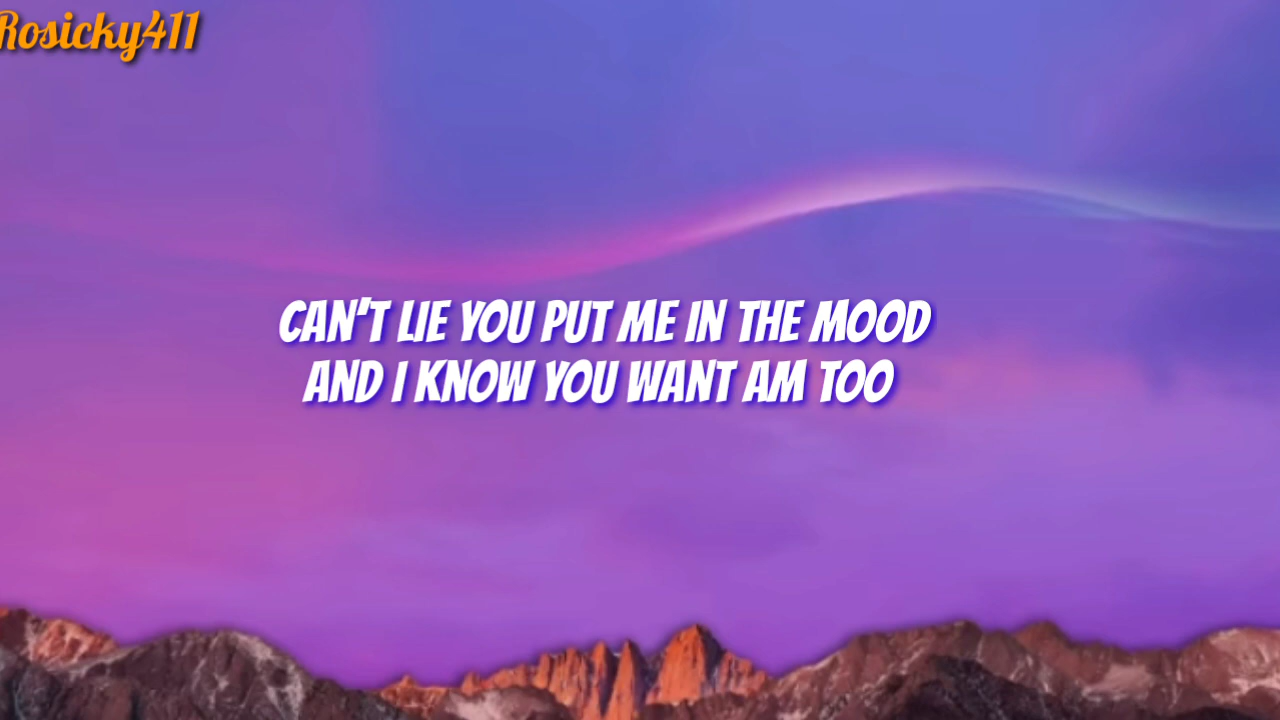 Rosicky411
CAN'T LIE YOU PUT ME IN THE MOOD
AND I KNOW YOU WANT AM TOO